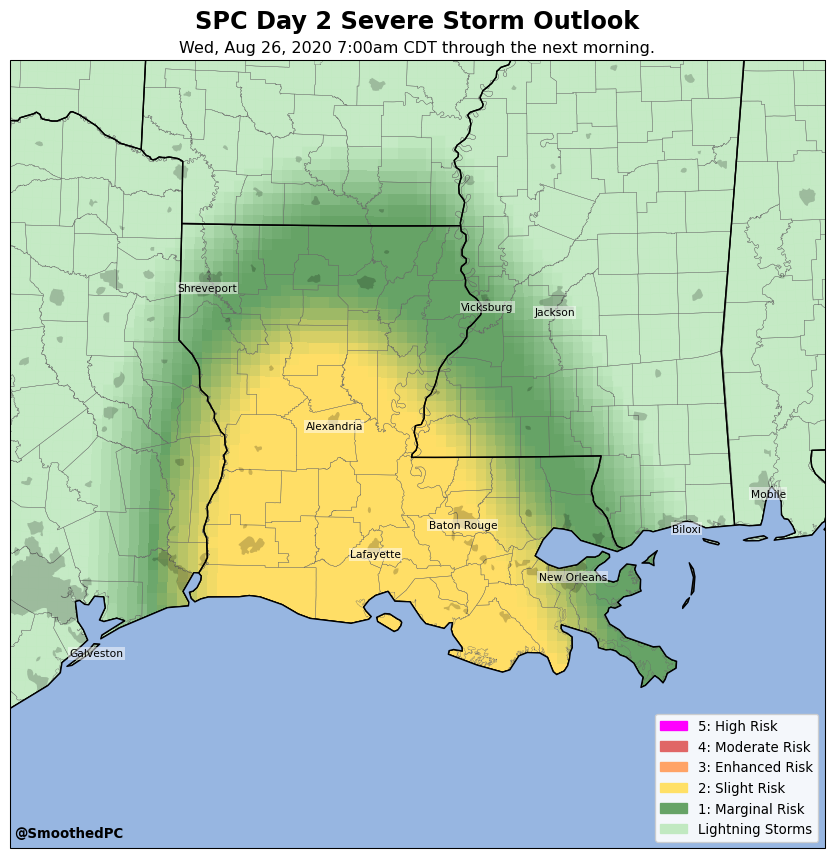 SPC Day 2 Severe Storm Outlook
Wed, Aug 26, 2020 7:00am CDT through the next morning.
Shreveport
Vicksburg
Jackson
Alexandria
Mobile
Baton Rouge
Biloxi
Lafayette
New Orleans
Galveston
5: High Risk
4: Moderate Risk
3: Enhanced Risk
2: Slight Risk
1: Marginal Risk
Lightning Storms
@SmoothedPC